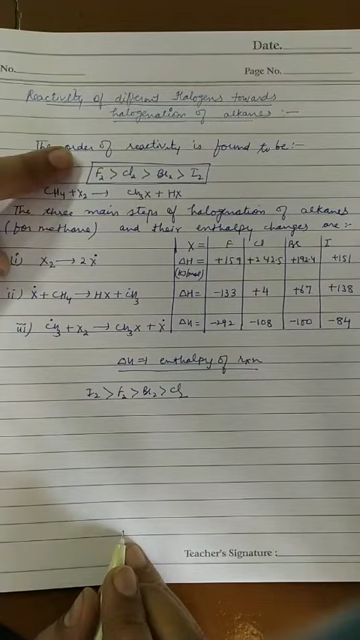 Date.
No. Page No.
Reactivity of different Halogens towards
halogenation of alkanes :-
The order of reactivity is found to be:-
F₂ > Cl₂ > Br₂ > I₂
CH₄ + X₂ → CH₃X + HX
The three main steps of halogenation of alkanes
(for methane) and their enthalpy changes are:-
X = F Cl Br I
(i) X₂ → 2Ẋ ΔH = (kJ/mol) +159 +242.5 +192.4 +151
ii) Ẋ + CH₄ → HX + ĊH₃ ΔH = -133 +4 +67 +138
iii) ĊH₃ + X₂ → CH₃X + Ẋ ΔH = -292 -108 -100 -84
ΔH = enthalpy of rxn
I₂ > F₂ > Br₂ > Cl₂
Teacher's Signature :